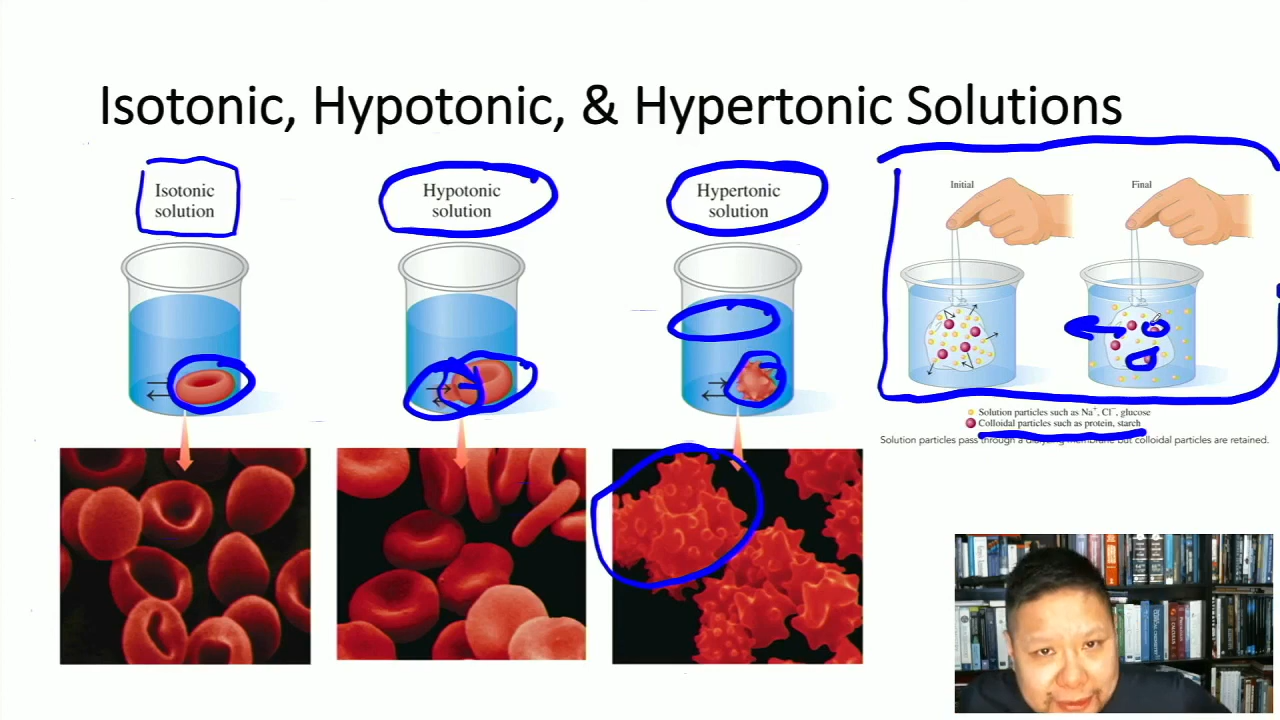 Isotonic, Hypotonic, & Hypertonic Solutions
Isotonic
solution
Hypotonic
solution
Hypertonic
solution
Initial
Final
Solution particles such as Na⁺, Cl⁻, glucose
Colloidal particles such as protein, starch
Solution particles pass through a dialyzing membrane but colloidal particles are retained.